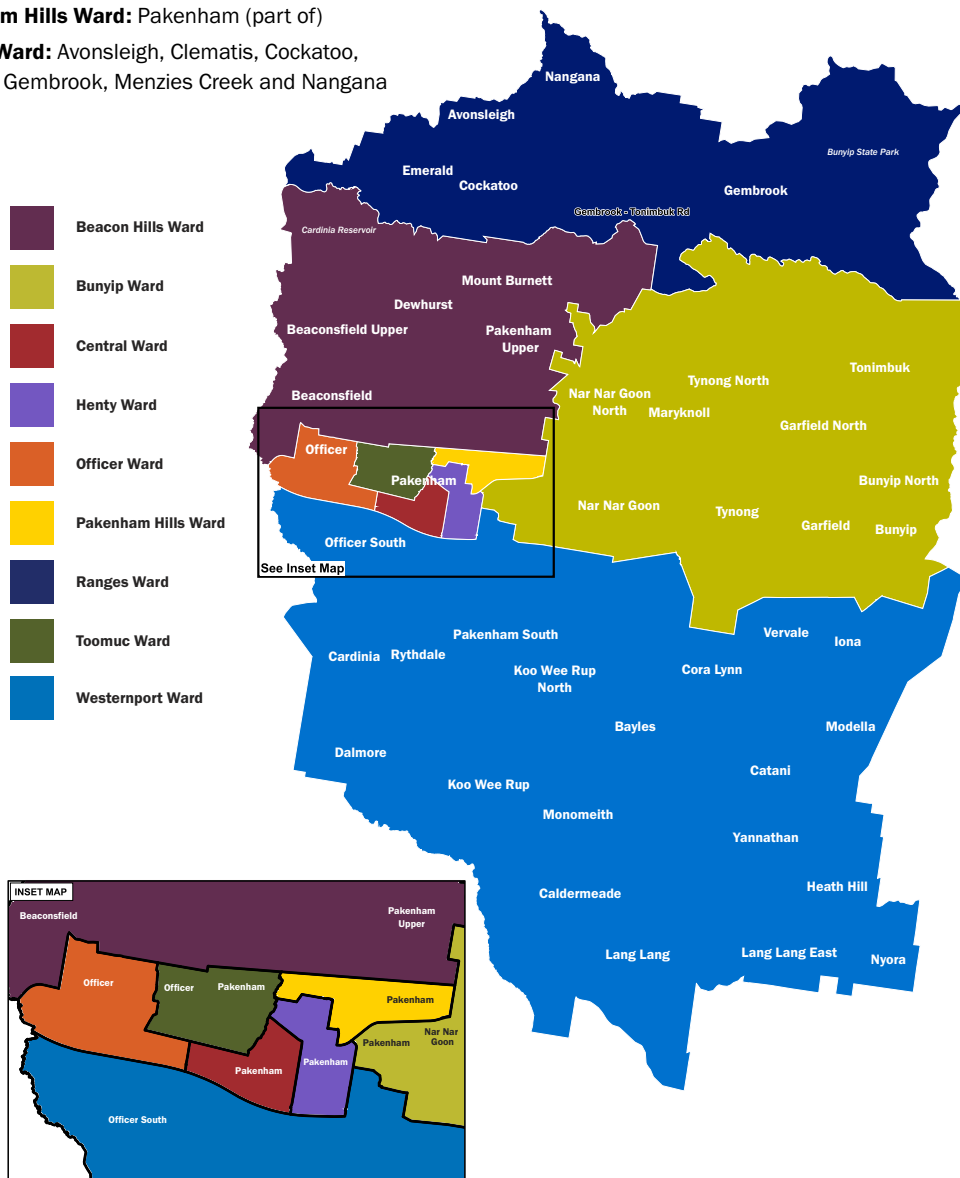 m Hills Ward: Pakenham (part of)
Ward: Avonsleigh, Clematis, Cockatoo,
Gembrook, Menzies Creek and Nangana
Nangana
Avonsleigh
Bunyip State Park
Emerald
Cockatoo
Gembrook
Gembrook - Tonimbuk Rd
Cardinia Reservoir
Mount Burnett
Dewhurst
Beaconsfield Upper
Pakenham
Upper
Tonimbuk
Tynong North
Beaconsfield
Nar Nar Goon
North
Maryknoll
Garfield North
Officer
Pakenham
Bunyip North
Nar Nar Goon
Tynong
Garfield
Bunyip
Officer South
See Inset Map
Beacon Hills Ward
Bunyip Ward
Central Ward
Henty Ward
Officer Ward
Pakenham Hills Ward
Ranges Ward
Toomuc Ward
Westernport Ward
Pakenham South
Vervale
Iona
Cardinia
Rythdale
Koo Wee Rup
North
Cora Lynn
Bayles
Modella
Dalmore
Catani
Koo Wee Rup
Monomeith
Yannathan
Caldermeade
Heath Hill
Lang Lang
Lang Lang East
Nyora
INSET MAP
Beaconsfield
Pakenham
Upper
Officer
Officer
Pakenham
Pakenham
Nar Nar
Goon
Pakenham
Pakenham
Pakenham
Officer South